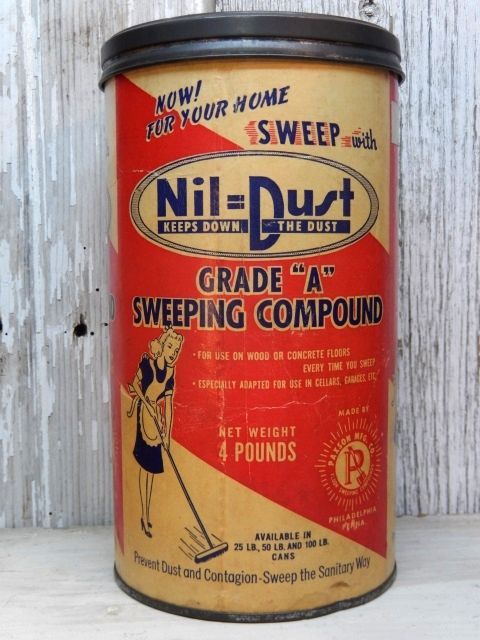 NOW!
FOR YOUR HOME
SWEEP with
Nil=Dust
KEEPS DOWN THE DUST
GRADE "A"
SWEEPING COMPOUND
• FOR USE ON WOOD OR CONCRETE FLOORS
EVERY TIME YOU SWEEP
• ESPECIALLY ADAPTED FOR USE IN CELLARS, GARAGES, ETC.
NET WEIGHT
4 POUNDS
MADE BY
PAXSON MFG. CO.
P
PHILADELPHIA
PENNA.
AVAILABLE IN
25 LB., 50 LB. AND 100 LB.
CANS
Prevent Dust and Contagion-Sweep the Sanitary Way